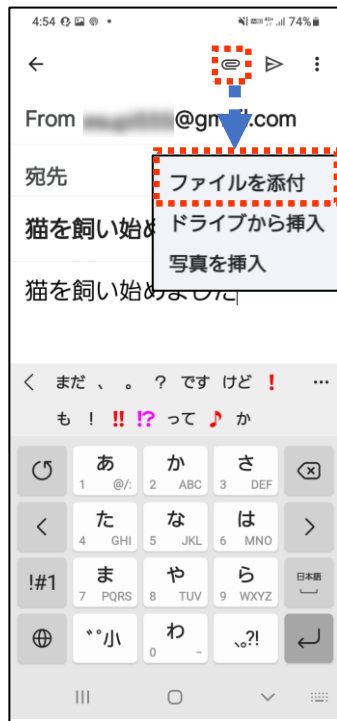 4:54 74%
From @gmail.com
宛先
ファイルを添付
猫を飼い始め
ドライブから挿入
写真を挿入
猫を飼い始めました
まだ 、 。 ? です けど ! …
も ! !! !? って ♪ か
あ 1 @/: か 2 ABC さ 3 DEF
た 4 GHI な 5 JKL は 6 MNO
!#1 ま 7 PQRS や 8 TUV ら 9 WXYZ 日本語
小 わ 0 - 、。?!